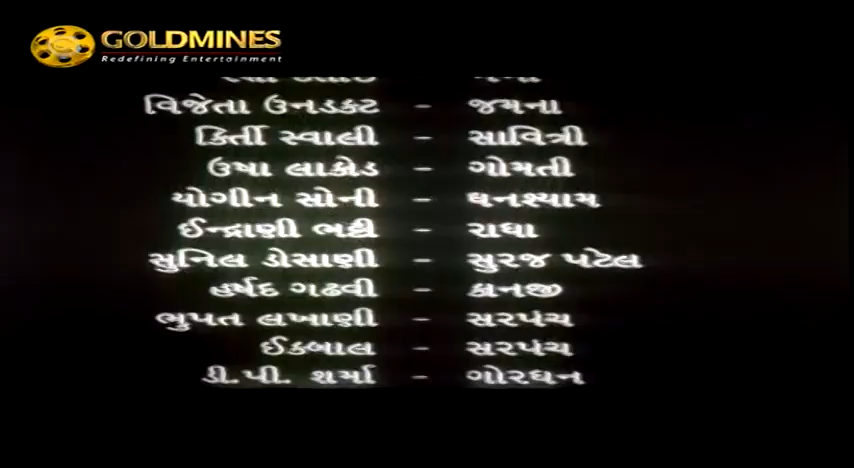 GOLDMINES
Redefining Entertainment
વિજેતા ઉનડકટ - જમના
કિર્તી સ્વાલી - સાવિત્રી
ઉષા લાકોડ - ગોમતી
યોગીન સોની - ઘનશ્યામ
ઈન્દ્રાણી ભટ્ટી - રાધા
સુનિલ ડોસાણી - સુરજ પટેલ
હર્ષદ ગઢવી - કાનજી
ભુપત લખાણી - સરપંચ
ઈકબાલ - સરપંચ
ડી.પી. શર્મા - ગોરધન